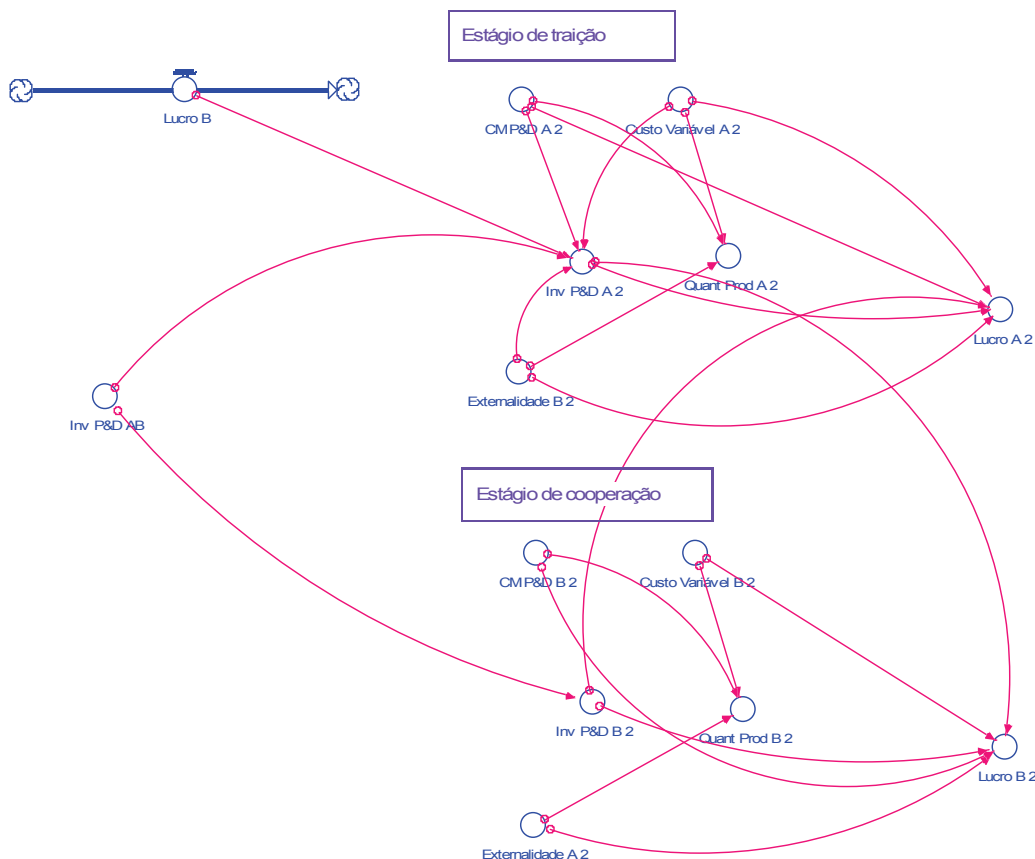 Estágio de traição
Lucro B
CM P&D A 2
Custo Variável A 2
Inv P&D A 2
Quant Prod A 2
Lucro A 2
Externalidade B 2
Inv P&D AB
Estágio de cooperação
CM P&D B 2
Custo Variável B 2
Inv P&D B 2
Quant Prod B 2
Lucro B 2
Externalidade A 2